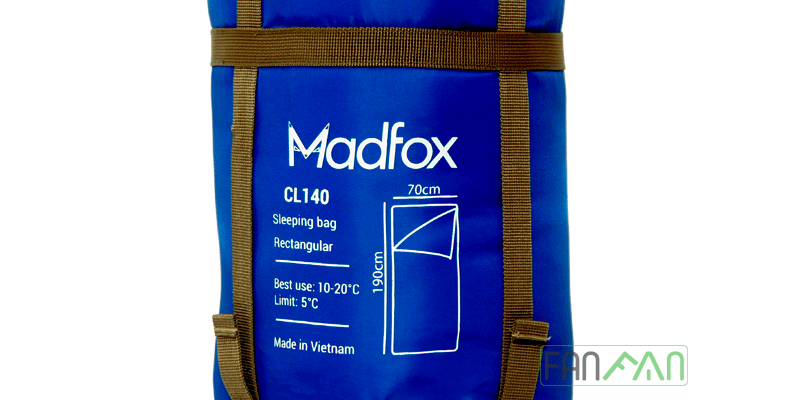 Madfox
70cm
CL140
Sleeping bag
Rectangular
190cm
Best use: 10-20°C
Limit: 5°C
Made in Vietnam
FANFAN